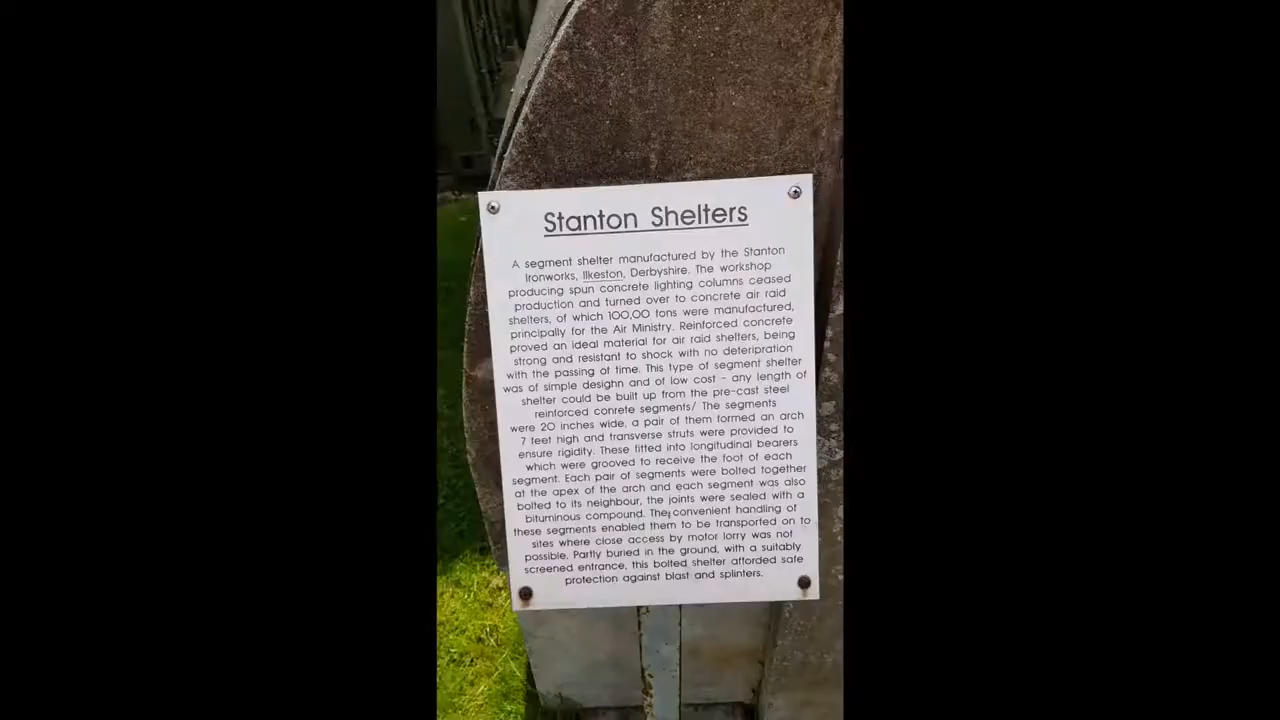 Stanton Shelters
A segment shelter manufactured by the Stanton
Ironworks, Ilkeston, Derbyshire. The workshop
producing spun concrete lighting columns ceased
production and turned over to concrete air raid
shelters, of which 100,00 tons were manufactured,
principally for the Air Ministry. Reinforced concrete
proved an ideal material for air raid shelters, being
strong and resistant to shock with no deteripration
with the passing of time. This type of segment shelter
was of simple desighn and of low cost - any length of
shelter could be built up from the pre-cast steel
reinforced conrete segments/ The segments
were 20 inches wide, a pair of them formed an arch
7 feet high and transverse struts were provided to
ensure rigidity. These fitted into longitudinal bearers
which were grooved to receive the foot of each
segment. Each pair of segments were bolted together
at the apex of the arch and each segment was also
bolted to its neighbour, the joints were sealed with a
bituminous compound. The convenient handling of
these segments enabled them to be transported on to
sites where close access by motor lorry was not
possible. Partly buried in the ground, with a suitably
screened entrance, this bolted shelter afforded safe
protection against blast and splinters.